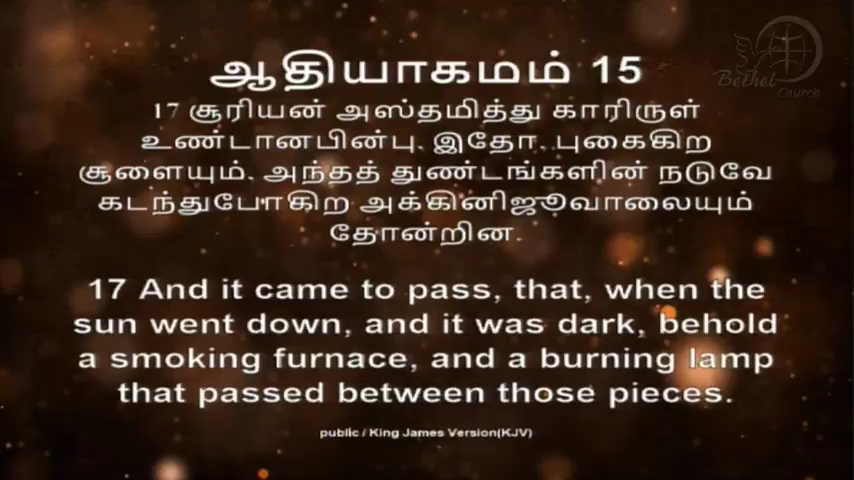 ஆதியாகமம் 15
17 சூரியன் அஸ்தமித்து காரிருள்
உண்டானபின்பு, இதோ, புகைகிற
சூளையும், அந்தத் துண்டங்களின் நடுவே
கடந்துபோகிற அக்கினிஜூவாலையும்
தோன்றின.
17 And it came to pass, that, when the
sun went down, and it was dark, behold
a smoking furnace, and a burning lamp
that passed between those pieces.
public / King James Version(KJV)
Bethel
Church